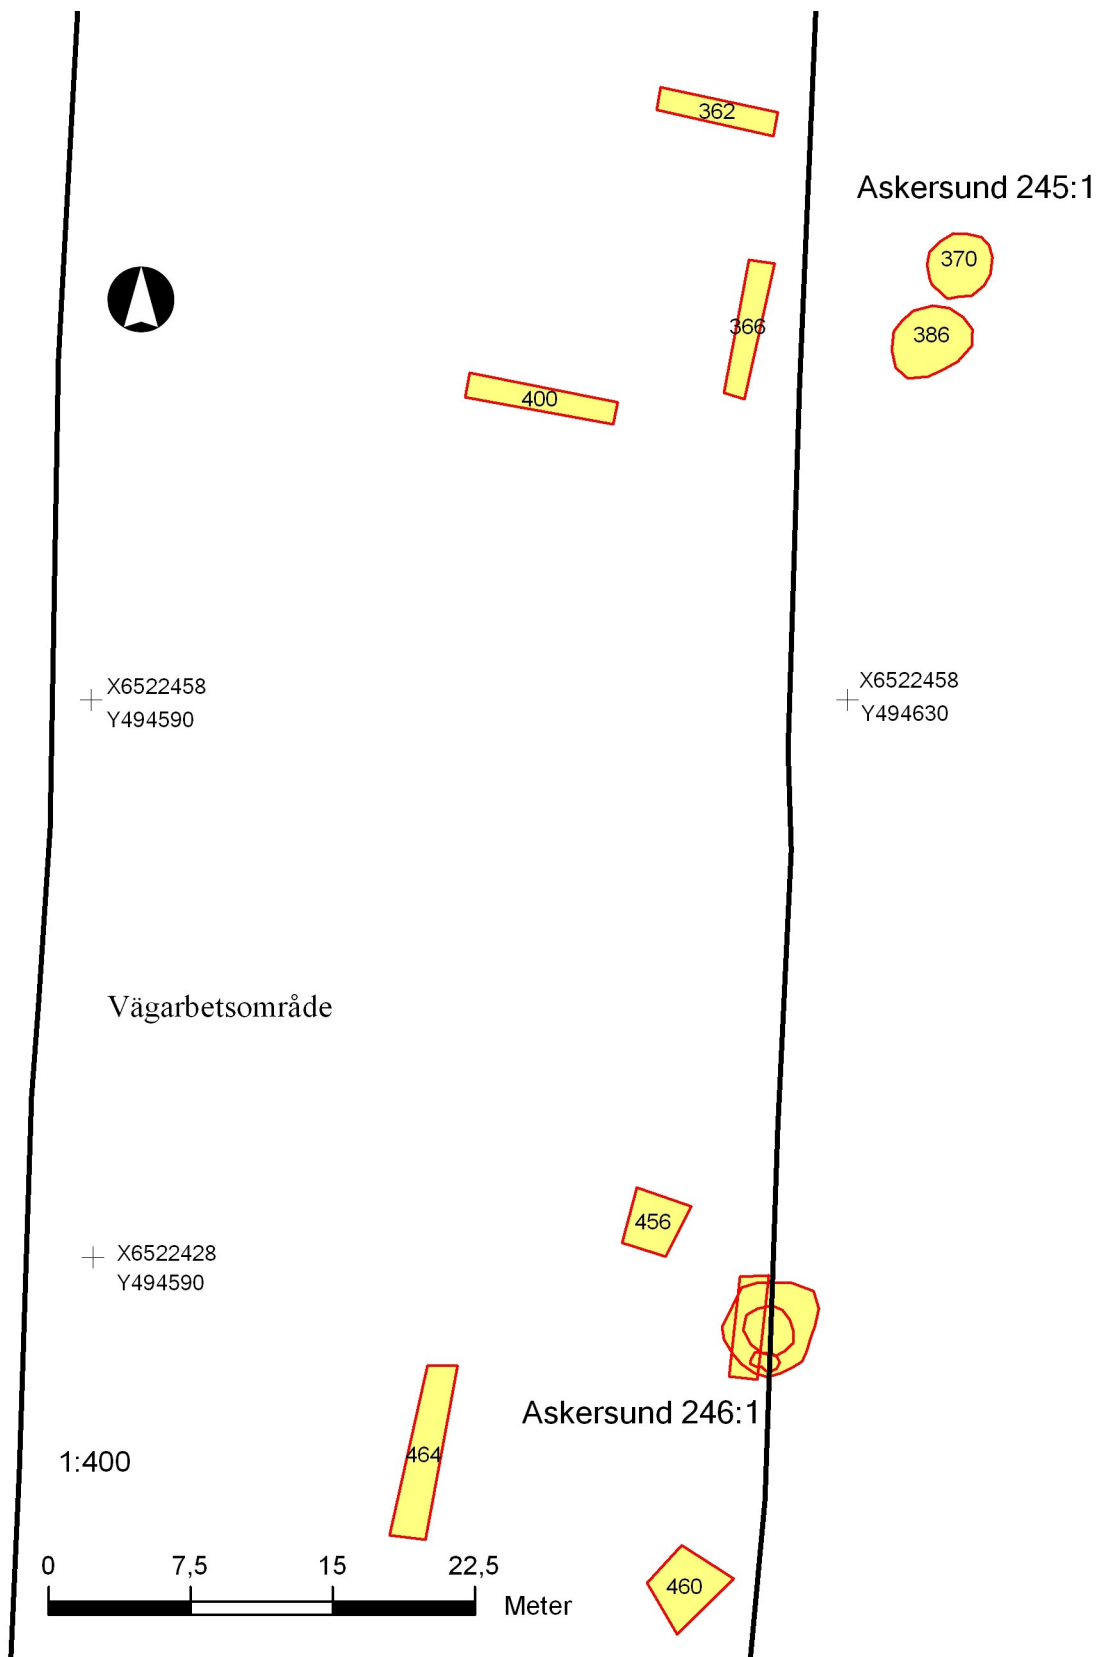 362
Askersund 245:1
370
366
386
400
X6522458
Y494590
X6522458
Y494630
Vägarbetsområde
456
X6522428
Y494590
Askersund 246:1
464
1:400
0 7,5 15 22,5
Meter
460